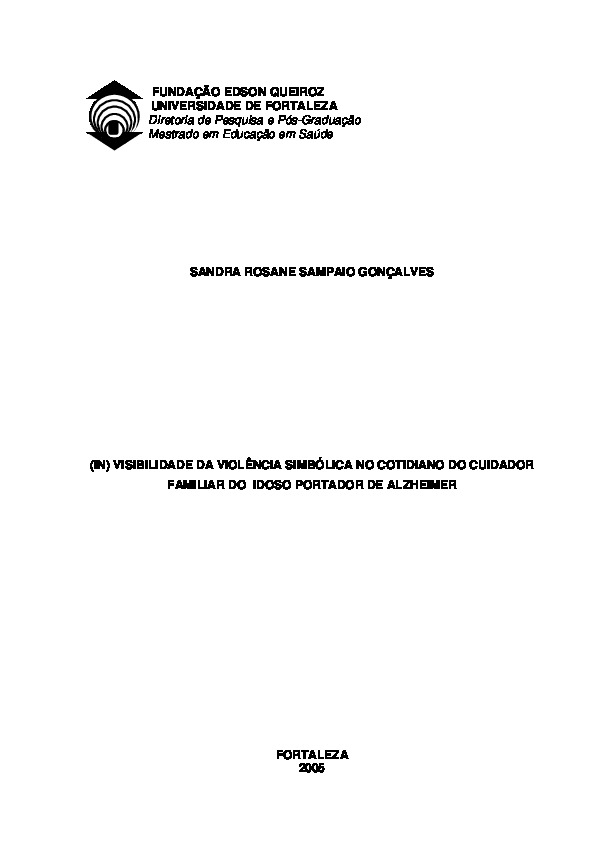 FUNDAÇÃO EDSON QUEIROZ
UNIVERSIDADE DE FORTALEZA
Diretoria de Pesquisa e Pós-Graduação
Mestrado em Educação em Saúde
SANDRA ROSANE SAMPAIO GONÇALVES
(IN) VISIBILIDADE DA VIOLÊNCIA SIMBÓLICA NO COTIDIANO DO CUIDADOR
FAMILIAR DO IDOSO PORTADOR DE ALZHEIMER
FORTALEZA
2005